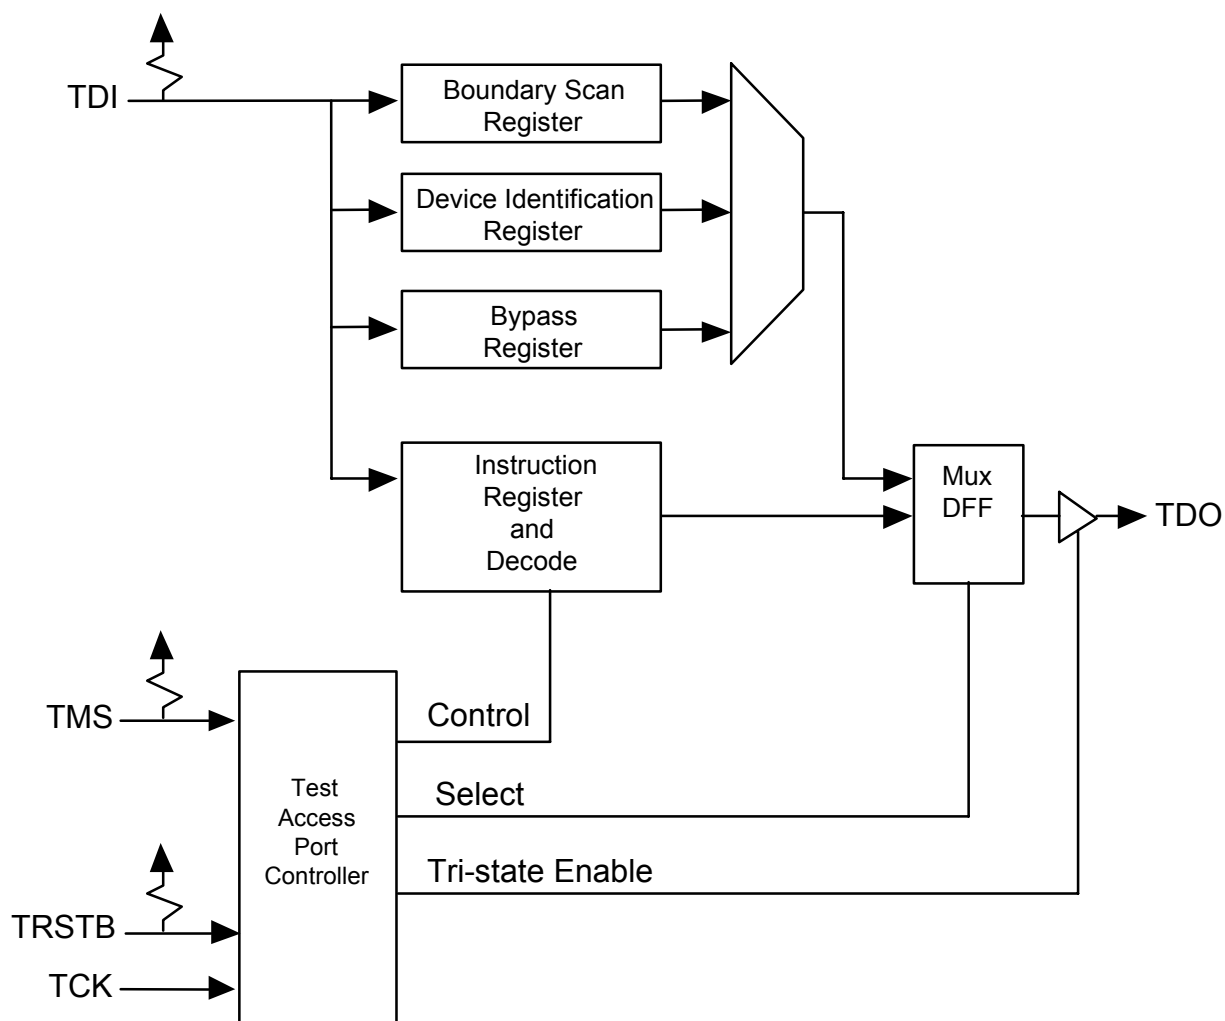 TDI
Boundary Scan
Register
Device Identification
Register
Bypass
Register
Instruction
Register
and
Decode
Mux
DFF
TDO
TMS
Control
Test
Access
Port
Controller
Select
Tri-state Enable
TRSTB
TCK